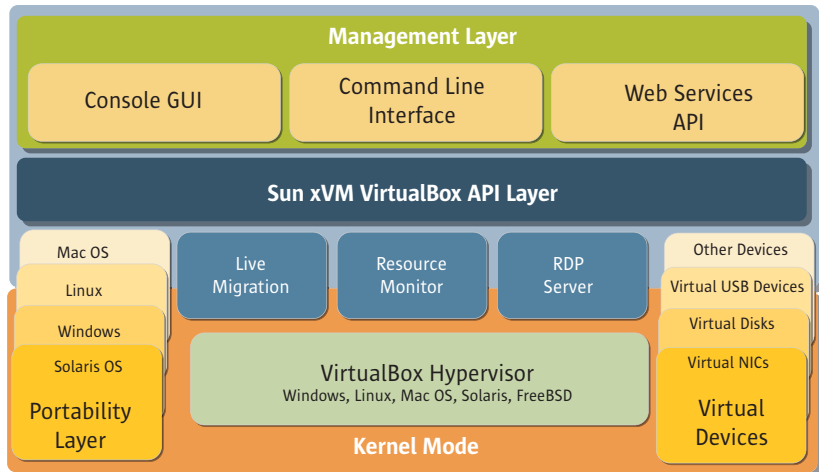 Management Layer
Console GUI
Command Line
Interface
Web Services
API
Sun xVM VirtualBox API Layer
Mac OS
Linux
Windows
Solaris OS
Portability
Layer
Live
Migration
Resource
Monitor
RDP
Server
Other Devices
Virtual USB Devices
Virtual Disks
Virtual NICs
Virtual
Devices
VirtualBox Hypervisor
Windows, Linux, Mac OS, Solaris, FreeBSD
Kernel Mode